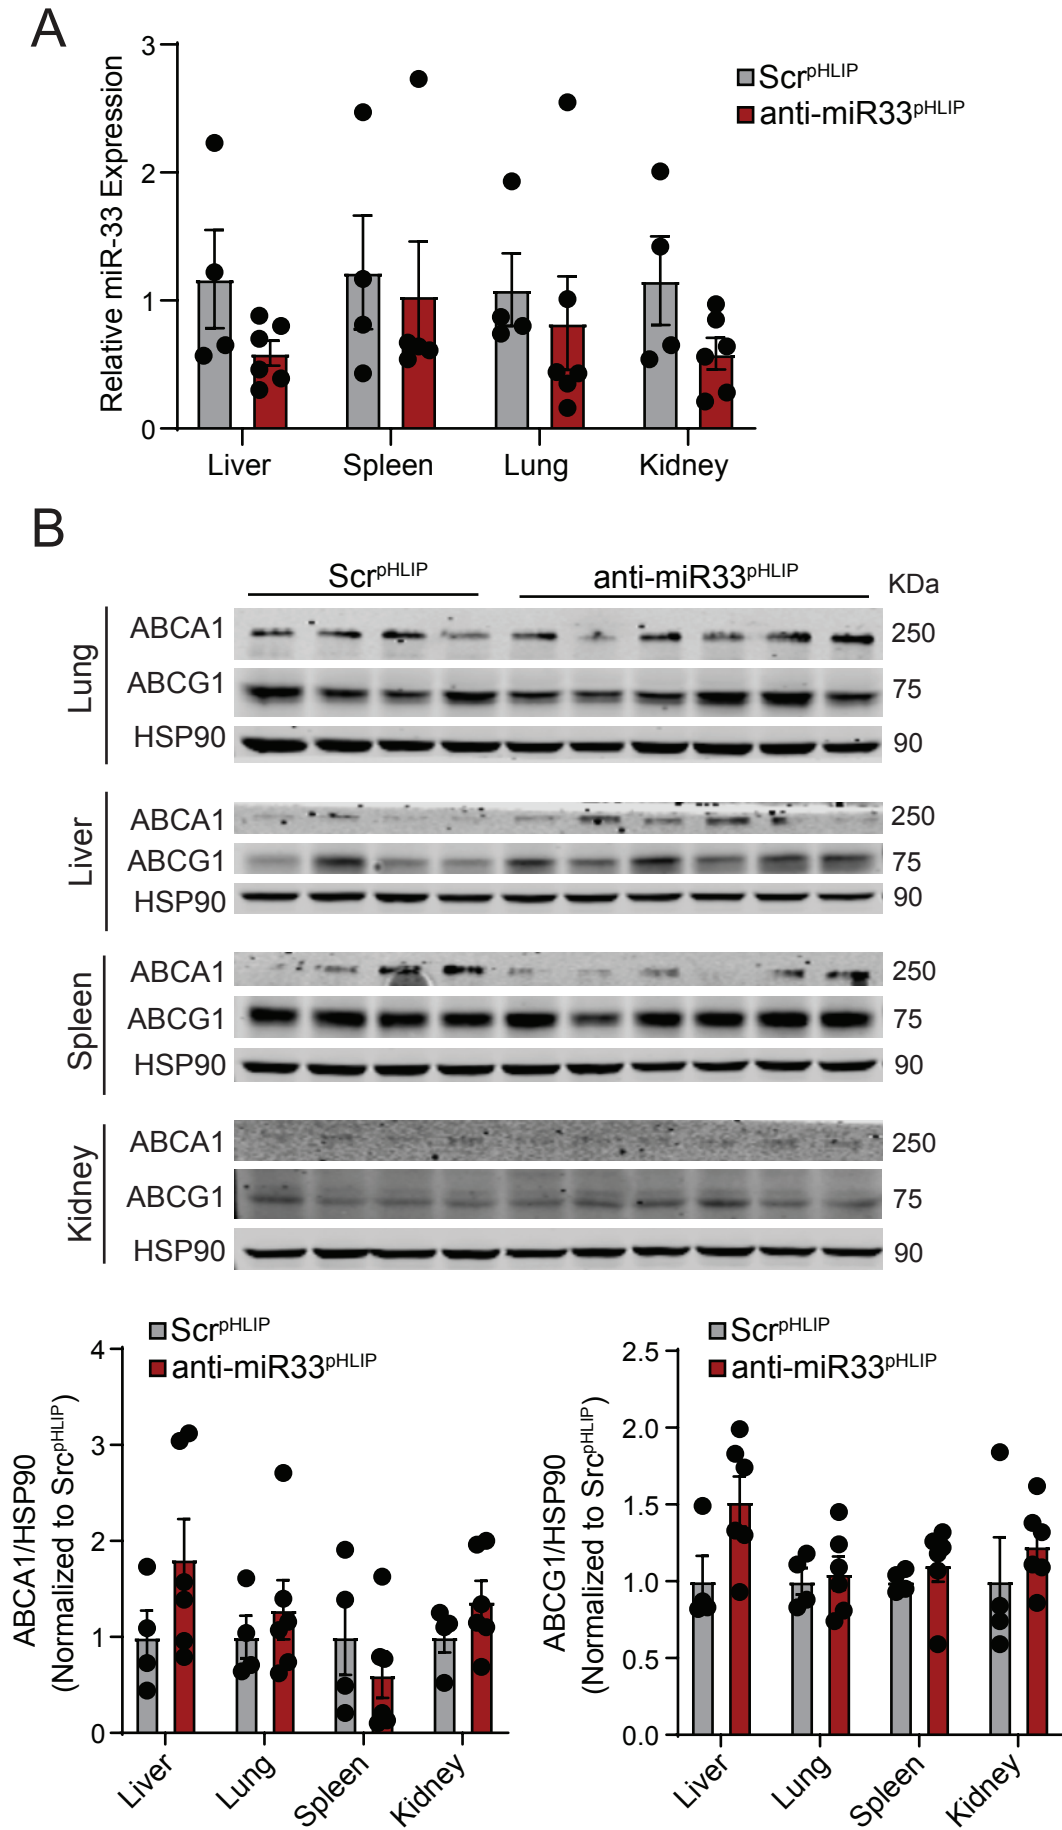 A
3
2
1
0
Relative miR-33 Expression
Scr^pHLIP
anti-miR33^pHLIP
Liver Spleen Lung Kidney
B
Scr^pHLIP anti-miR33^pHLIP KDa
Lung
ABCA1 250
ABCG1 75
HSP90 90
Liver
ABCA1 250
ABCG1 75
HSP90 90
Spleen
ABCA1 250
ABCG1 75
HSP90 90
Kidney
ABCA1 250
ABCG1 75
HSP90 90
Scr^pHLIP
anti-miR33^pHLIP
4
3
2
1
0
ABCA1/HSP90
(Normalized to Src^pHLIP)
Liver Lung Spleen Kidney
Scr^pHLIP
anti-miR33^pHLIP
2.5
2.0
1.5
1.0
0.5
0.0
ABCG1/HSP90
(Normalized to Src^pHLIP)
Liver Lung Spleen Kidney